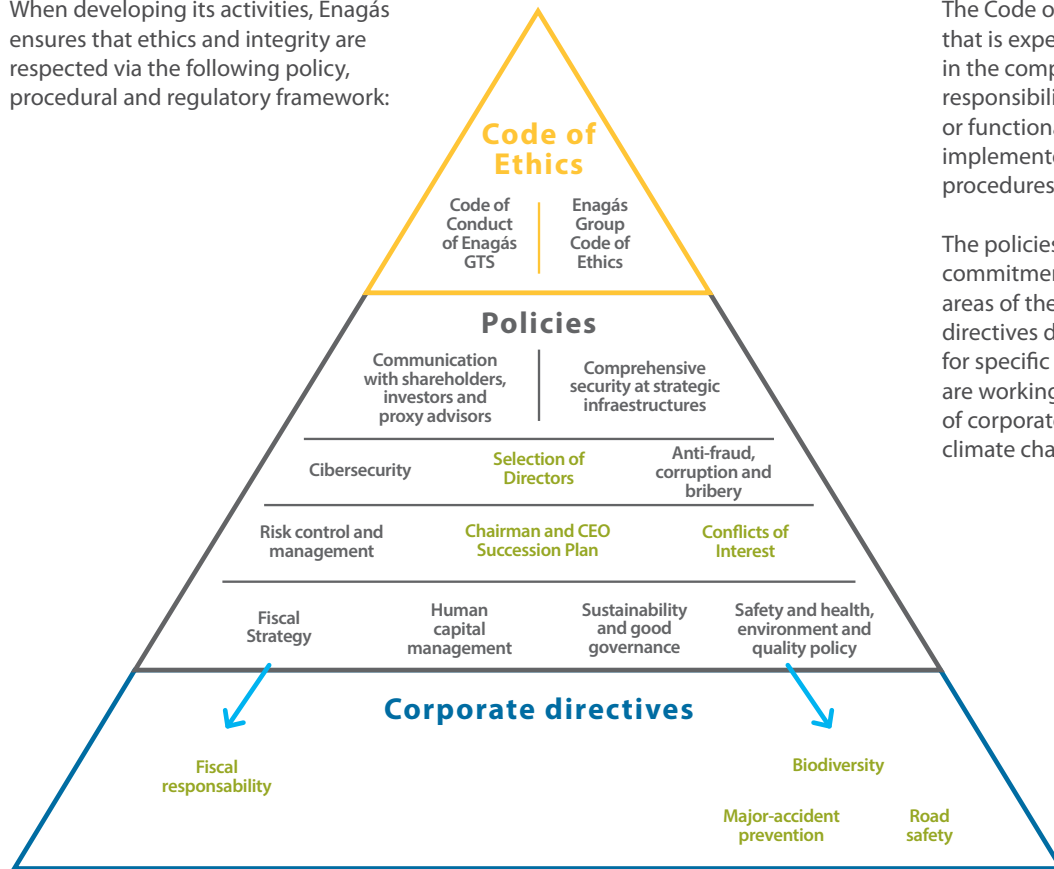 When developing its activities, Enagás
ensures that ethics and integrity are
respected via the following policy,
procedural and regulatory framework:
Code of
Ethics
Code of
Conduct
of Enagás
GTS
Enagás
Group
Code of
Ethics
Policies
Communication
with shareholders,
investors and
proxy advisors
Comprehensive
security at strategic
infraestructures
Cibersecurity
Selection of
Directors
Anti-fraud,
corruption and
bribery
Risk control and
management
Chairman and CEO
Succession Plan
Conflicts of
Interest
Fiscal
Strategy
Human
capital
management
Sustainability
and good
governance
Safety and health,
environment and
quality policy
Corporate directives
Fiscal
responsability
Biodiversity
Major-accident
prevention
Road
safety
The Code o
that is expe
in the comp
responsibili
or functiona
implemente
procedures
The policies
commitmen
areas of the
directives d
for specific
are working
of corporate
climate cha